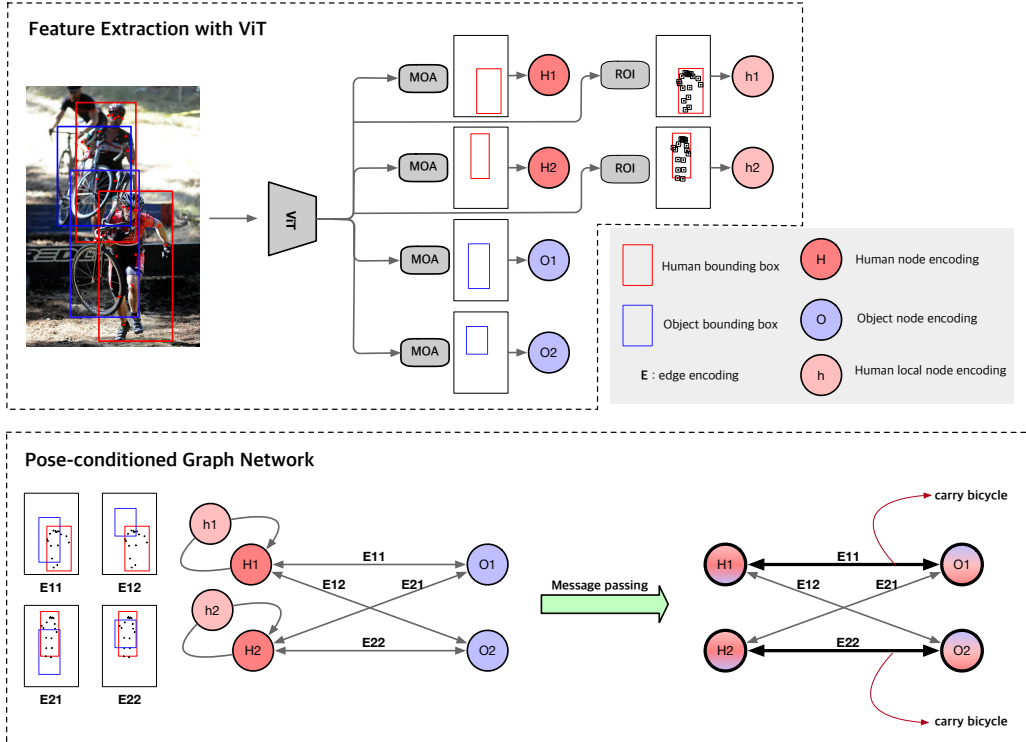 Feature Extraction with ViT
MOA
H1
ROI
h1
MOA
H2
ROI
h2
ViT
MOA
O1
MOA
O2
Human bounding box
H
Human node encoding
Object bounding box
O
Object node encoding
E : edge encoding
h
Human local node encoding
Pose-conditioned Graph Network
E11
E12
E21
E22
h1
H1
E11
O1
E12
E21
h2
H2
E22
O2
Message passing
carry bicycle
H1
E11
O1
E12
E21
H2
E22
O2
carry bicycle